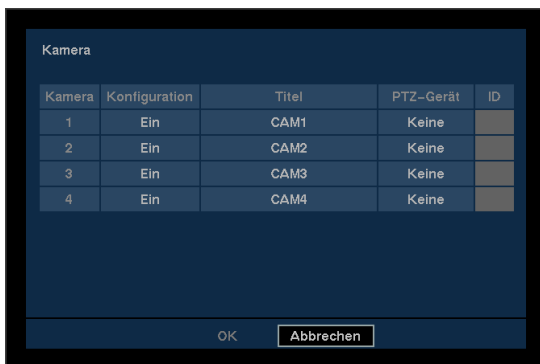 Kamera
Kamera Konfiguration Titel PTZ-Gerät ID
1 Ein CAM1 Keine
2 Ein CAM2 Keine
3 Ein CAM3 Keine
4 Ein CAM4 Keine
OK Abbrechen